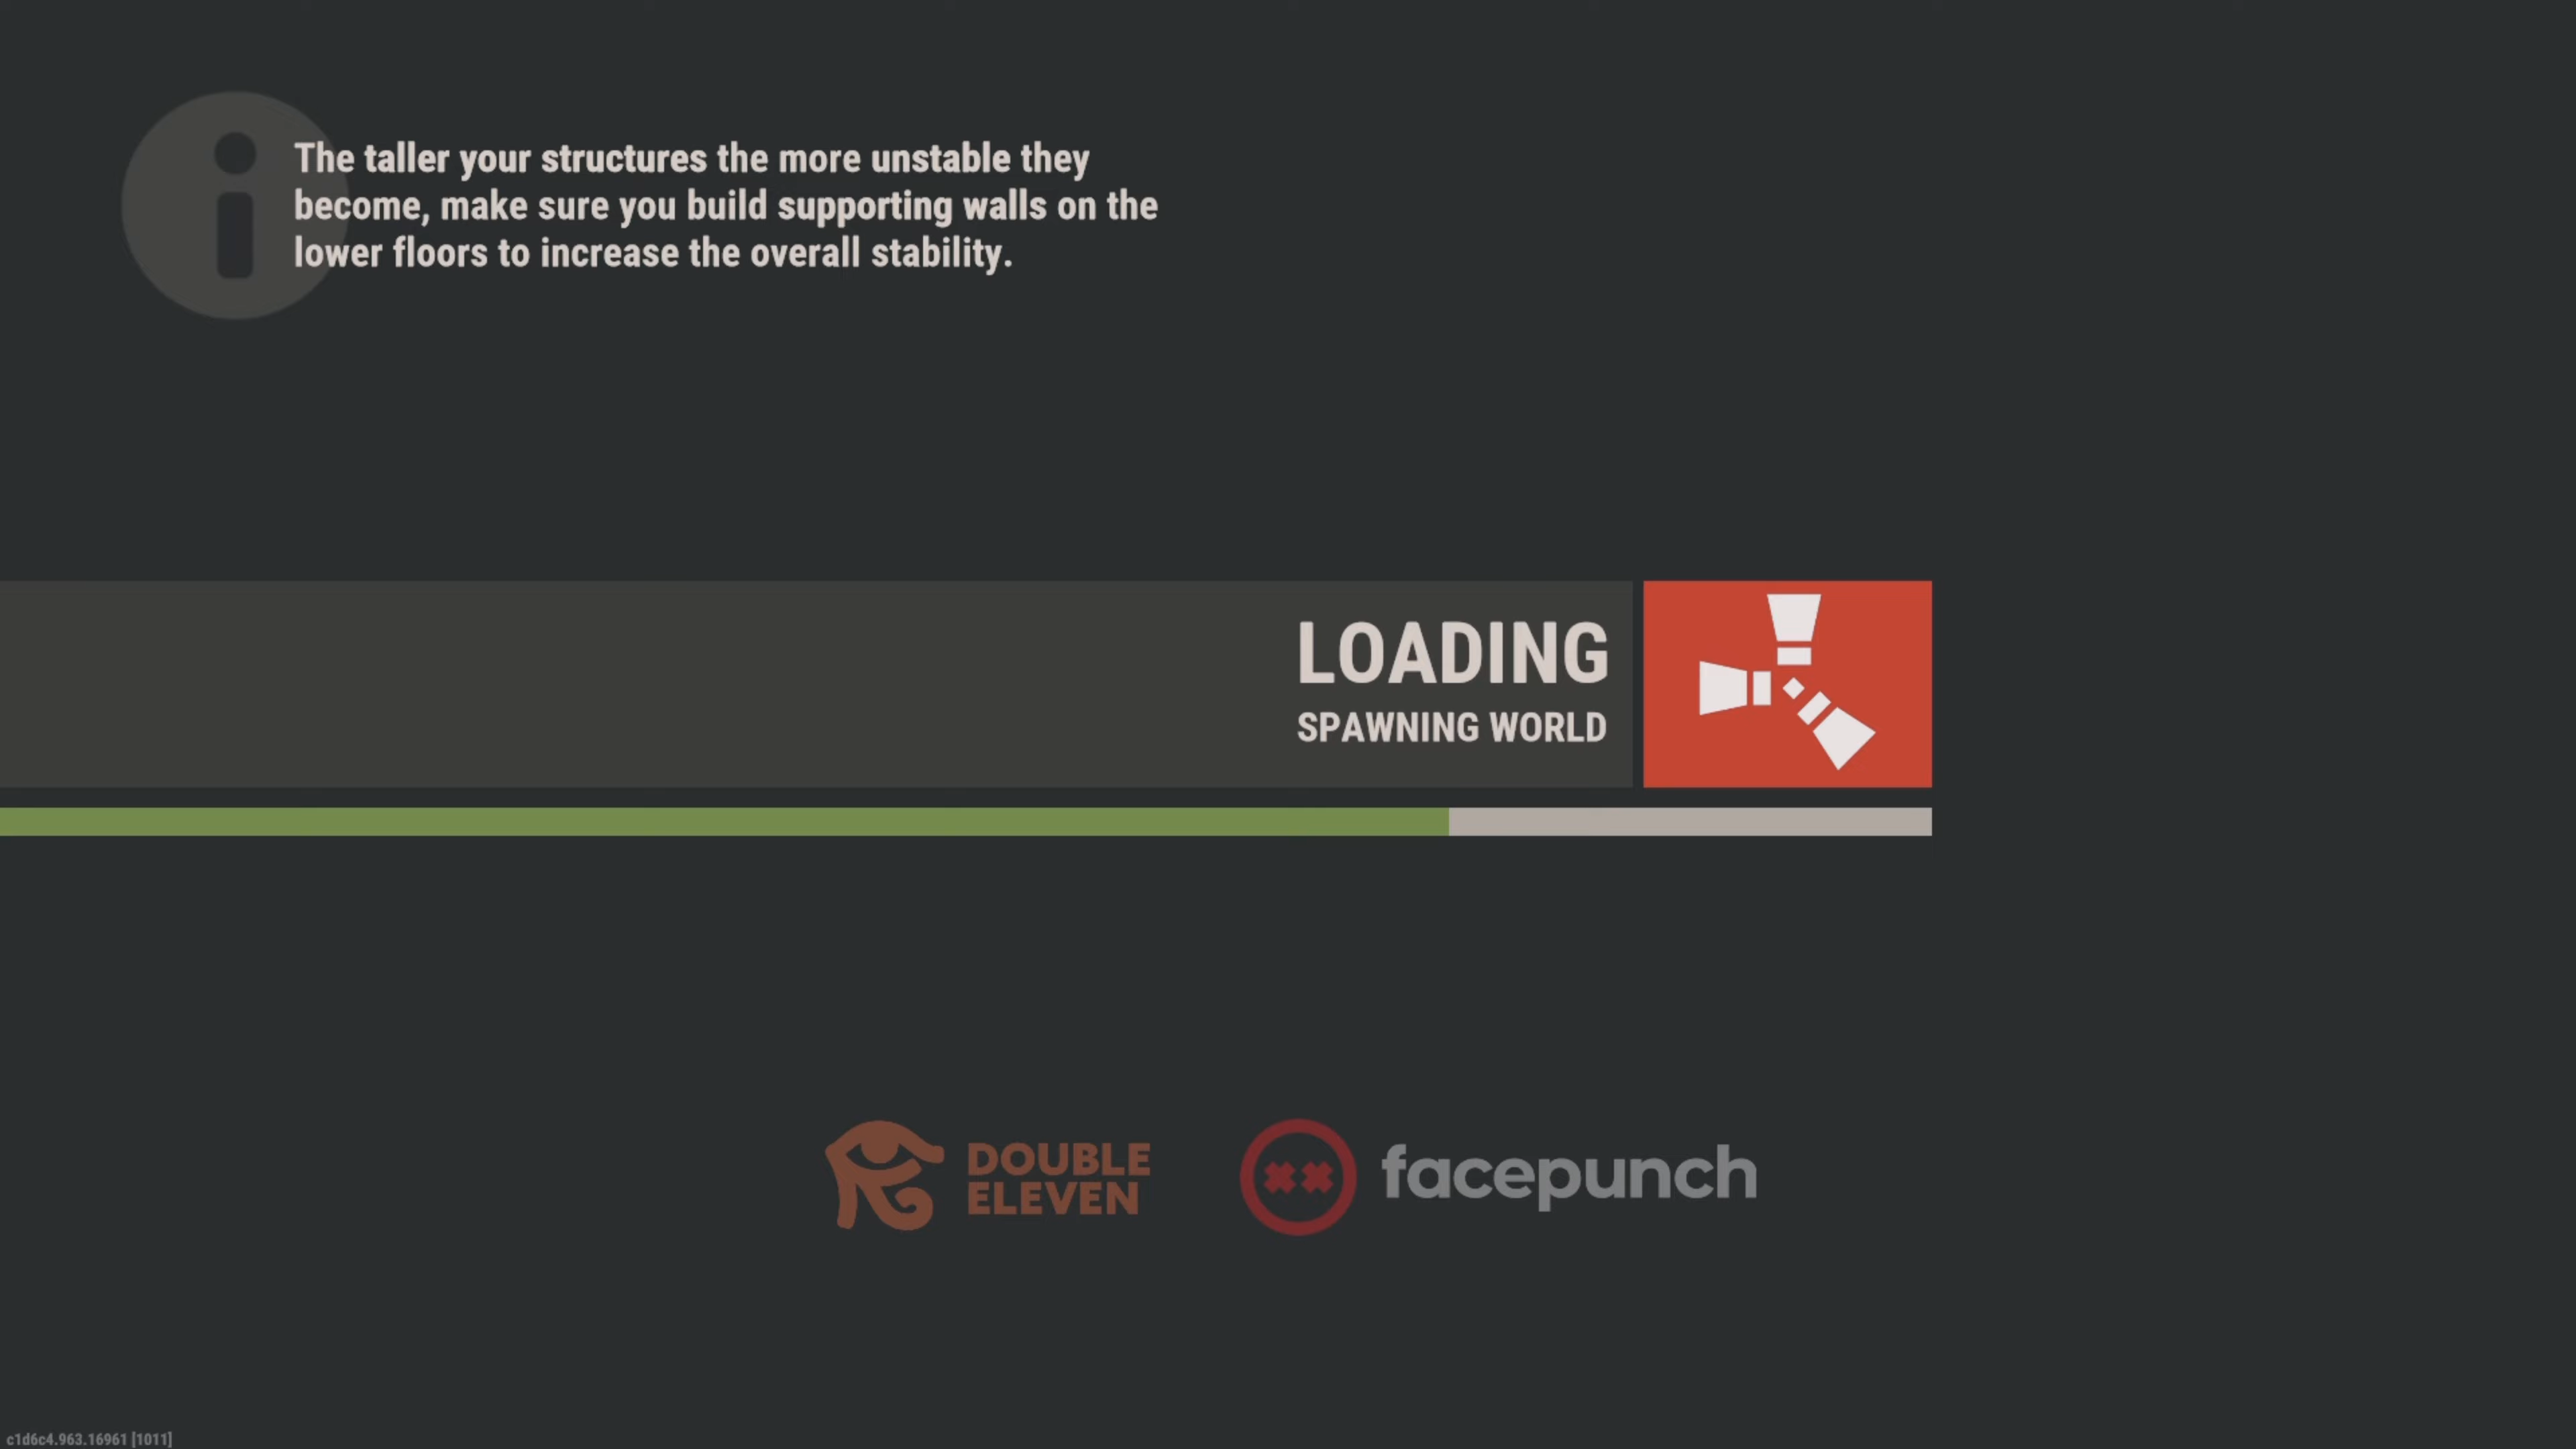 The taller your structures the more unstable they
become, make sure you build supporting walls on the
lower floors to increase the overall stability.
LOADING
SPAWNING WORLD
DOUBLE
ELEVEN
facepunch
c1d6c4.963.16961 [1011]